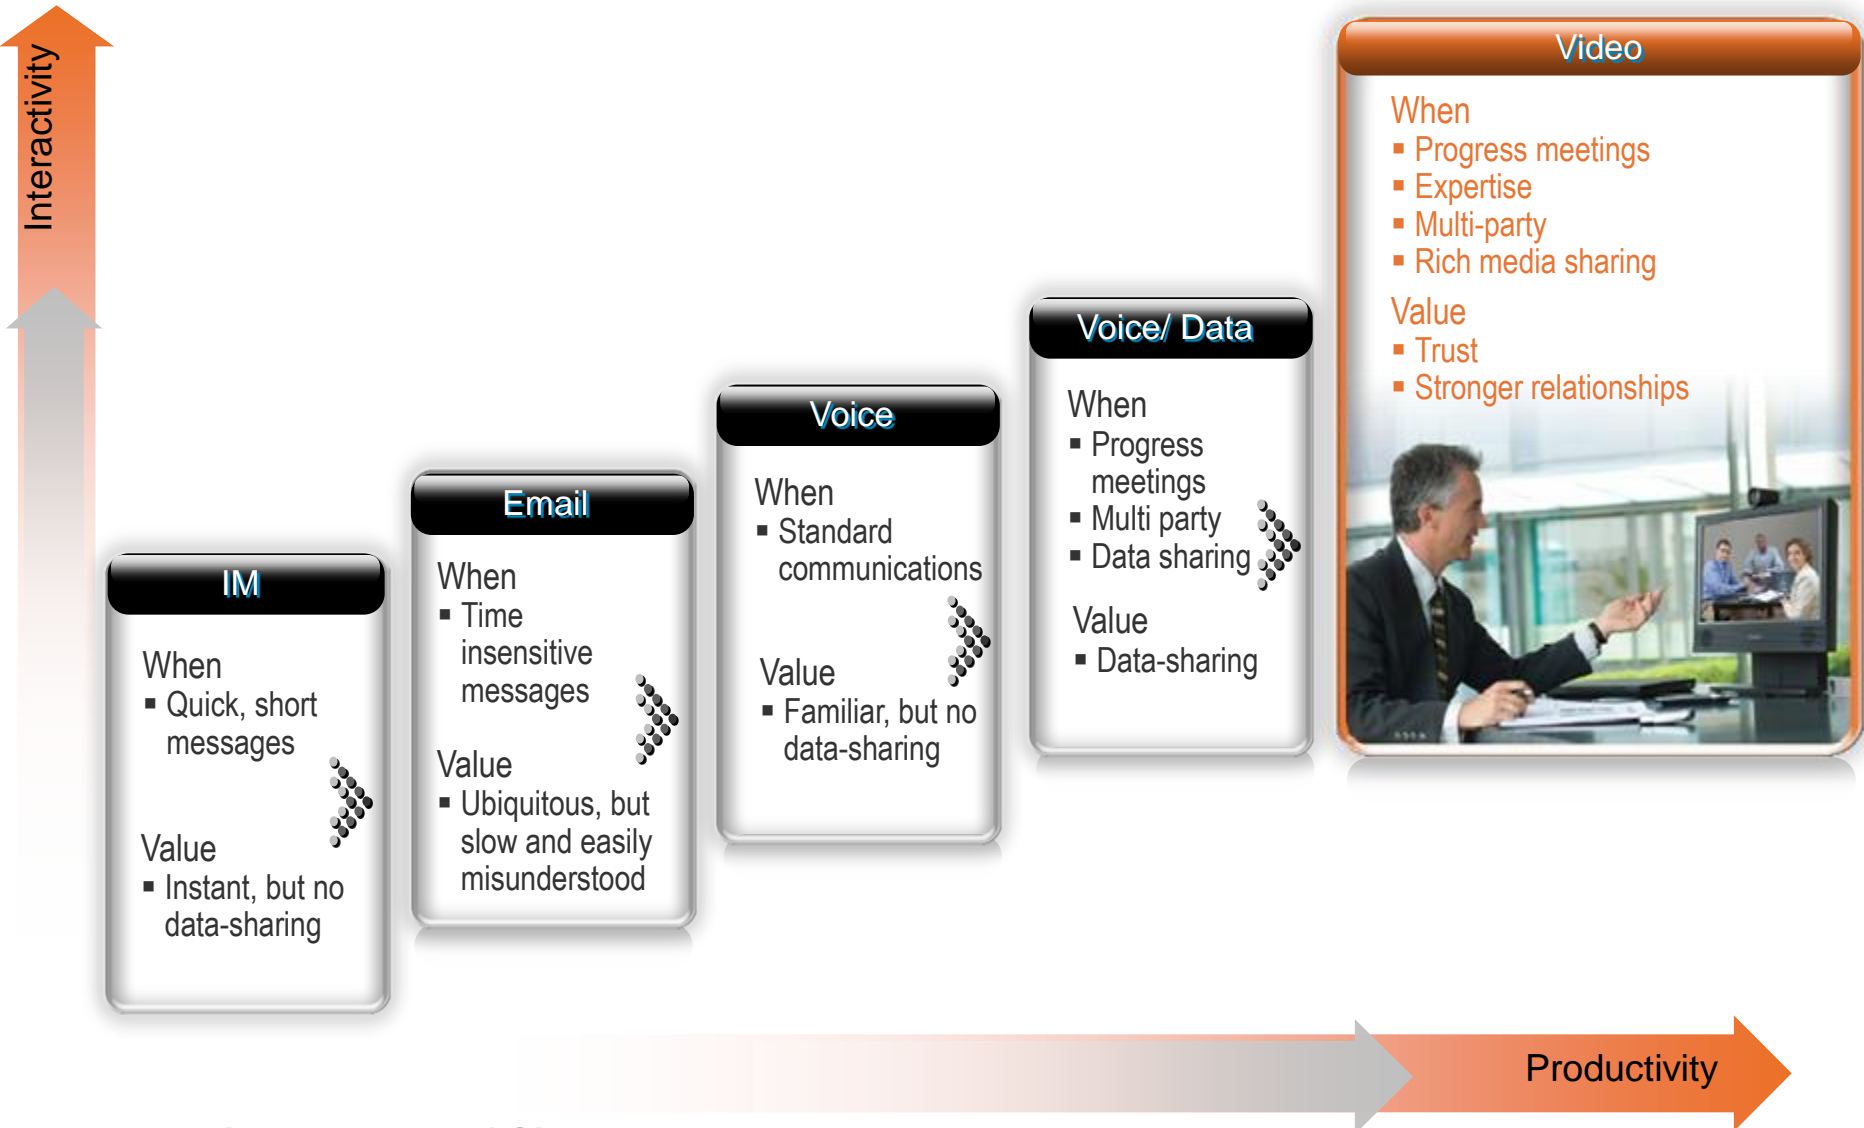 Interactivity
IM
When
▪ Quick, short
messages
Value
▪ Instant, but no
data-sharing
Email
When
▪ Time
insensitive
messages
Value
▪ Ubiquitous, but
slow and easily
misunderstood
Voice
When
▪ Standard
communications
Value
▪ Familiar, but no
data-sharing
Voice/ Data
When
▪ Progress
meetings
▪ Multi party
▪ Data sharing
Value
▪ Data-sharing
Video
When
▪ Progress meetings
▪ Expertise
▪ Multi-party
▪ Rich media sharing
Value
▪ Trust
▪ Stronger relationships
Productivity